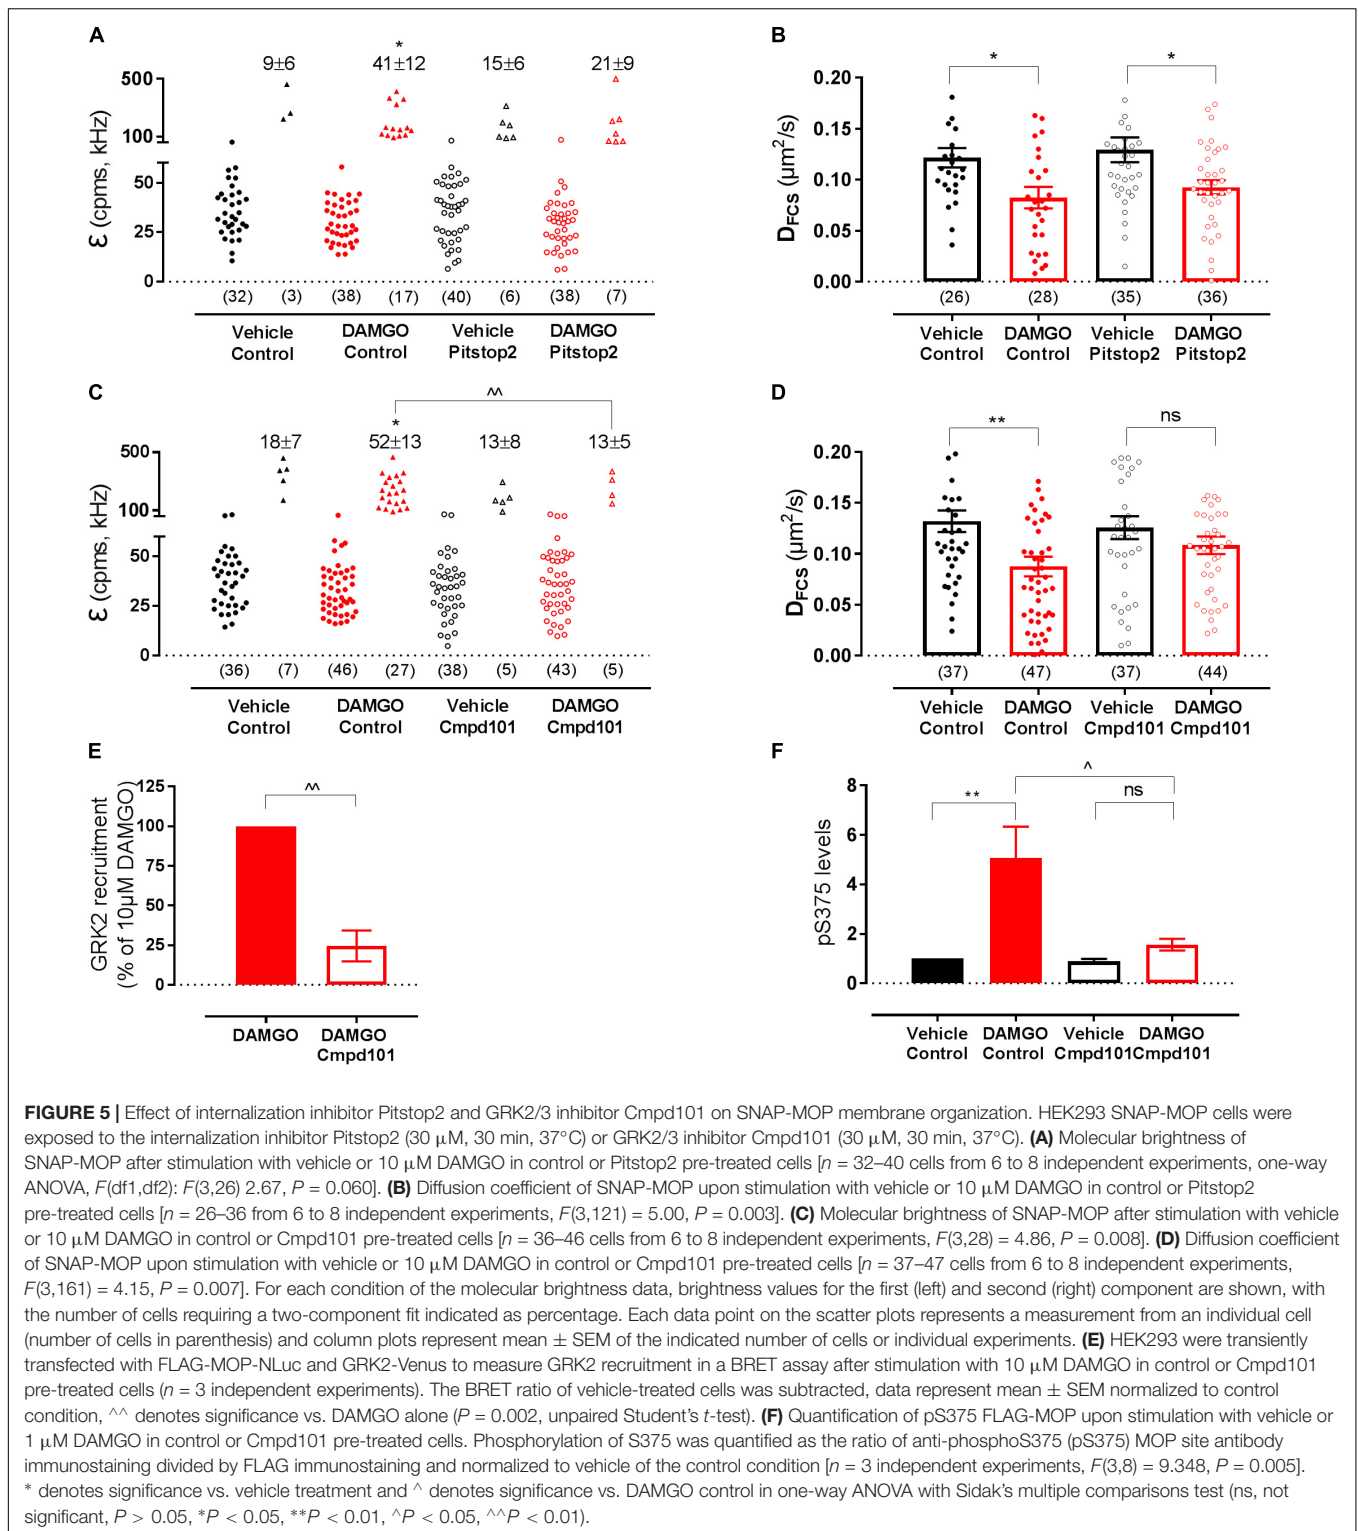 A
*
9±6 41±12 15±6 21±9
500
100
50
25
0
ε (cpms, kHz)
(32) (3) (38) (17) (40) (6) (38) (7)
Vehicle DAMGO Vehicle DAMGO
Control Control Pitstop2 Pitstop2
B
* *
0.20
0.15
0.10
0.05
0.00
DFCS (µm²/s)
(26) (28) (35) (36)
Vehicle DAMGO Vehicle DAMGO
Control Control Pitstop2 Pitstop2
C
^^
*
18±7 52±13 13±8 13±5
500
100
50
25
0
ε (cpms, kHz)
(36) (7) (46) (27) (38) (5) (43) (5)
Vehicle DAMGO Vehicle DAMGO
Control Control Cmpd101 Cmpd101
D
** ns
0.20
0.15
0.10
0.05
0.00
DFCS (µm²/s)
(37) (47) (37) (44)
Vehicle DAMGO Vehicle DAMGO
Control Control Cmpd101 Cmpd101
E
^^
125
100
75
50
25
0
GRK2 recruitment
(% of 10µM DAMGO)
DAMGO DAMGO
Cmpd101
F
^
** ns
8
6
4
2
0
pS375 levels
Vehicle DAMGO Vehicle DAMGO
Control Control Cmpd101 Cmpd101
FIGURE 5 | Effect of internalization inhibitor Pitstop2 and GRK2/3 inhibitor Cmpd101 on SNAP-MOP membrane organization. HEK293 SNAP-MOP cells were
exposed to the internalization inhibitor Pitstop2 (30 µM, 30 min, 37°C) or GRK2/3 inhibitor Cmpd101 (30 µM, 30 min, 37°C). (A) Molecular brightness of
SNAP-MOP after stimulation with vehicle or 10 µM DAMGO in control or Pitstop2 pre-treated cells [n = 32–40 cells from 6 to 8 independent experiments, one-way
ANOVA, F(df1,df2): F(3,26) 2.67, P = 0.060]. (B) Diffusion coefficient of SNAP-MOP upon stimulation with vehicle or 10 µM DAMGO in control or Pitstop2
pre-treated cells [n = 26–36 from 6 to 8 independent experiments, F(3,121) = 5.00, P = 0.003]. (C) Molecular brightness of SNAP-MOP after stimulation with vehicle
or 10 µM DAMGO in control or Cmpd101 pre-treated cells [n = 36–46 cells from 6 to 8 independent experiments, F(3,28) = 4.86, P = 0.008]. (D) Diffusion coefficient
of SNAP-MOP upon stimulation with vehicle or 10 µM DAMGO in control or Cmpd101 pre-treated cells [n = 37–47 cells from 6 to 8 independent experiments,
F(3,161) = 4.15, P = 0.007]. For each condition of the molecular brightness data, brightness values for the first (left) and second (right) component are shown, with
the number of cells requiring a two-component fit indicated as percentage. Each data point on the scatter plots represents a measurement from an individual cell
(number of cells in parenthesis) and column plots represent mean ± SEM of the indicated number of cells or individual experiments. (E) HEK293 were transiently
transfected with FLAG-MOP-NLuc and GRK2-Venus to measure GRK2 recruitment in a BRET assay after stimulation with 10 µM DAMGO in control or Cmpd101
pre-treated cells (n = 3 independent experiments). The BRET ratio of vehicle-treated cells was subtracted, data represent mean ± SEM normalized to control
condition, ^^ denotes significance vs. DAMGO alone (P = 0.002, unpaired Student's t-test). (F) Quantification of pS375 FLAG-MOP upon stimulation with vehicle or
1 µM DAMGO in control or Cmpd101 pre-treated cells. Phosphorylation of S375 was quantified as the ratio of anti-phosphoS375 (pS375) MOP site antibody
immunostaining divided by FLAG immunostaining and normalized to vehicle of the control condition [n = 3 independent experiments, F(3,8) = 9.348, P = 0.005].
* denotes significance vs. vehicle treatment and ^ denotes significance vs. DAMGO control in one-way ANOVA with Sidak's multiple comparisons test (ns, not
significant, P > 0.05, *P < 0.05, **P < 0.01, ^P < 0.05, ^^P < 0.01).